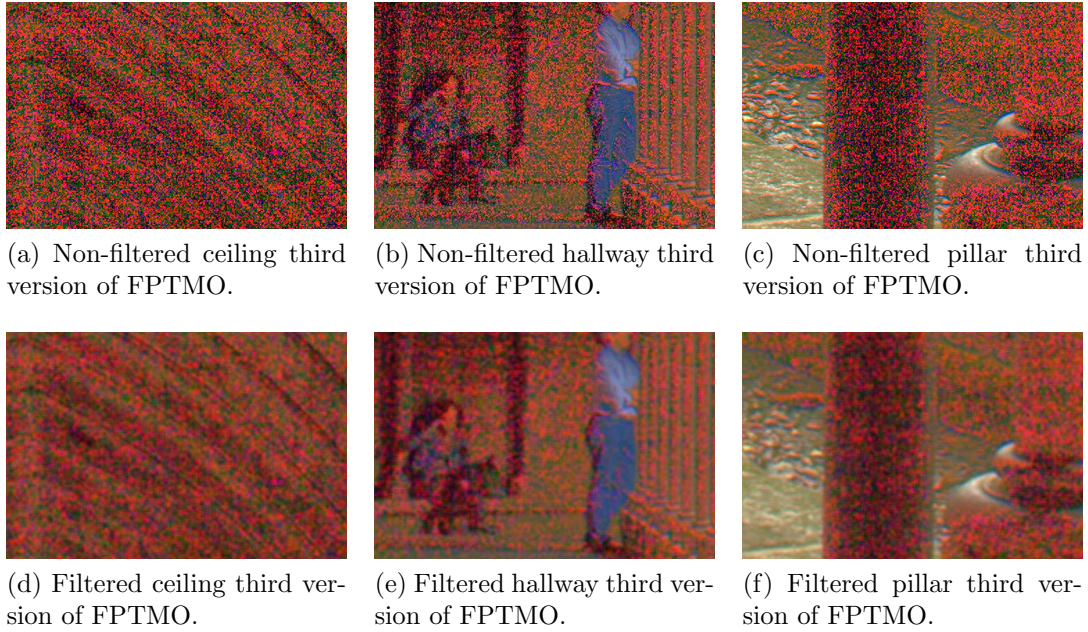 (a) Non-filtered ceiling third
version of FPTMO.
(b) Non-filtered hallway third
version of FPTMO.
(c) Non-filtered pillar third
version of FPTMO.
(d) Filtered ceiling third ver-
sion of FPTMO.
(e) Filtered hallway third ver-
sion of FPTMO.
(f) Filtered pillar third ver-
sion of FPTMO.